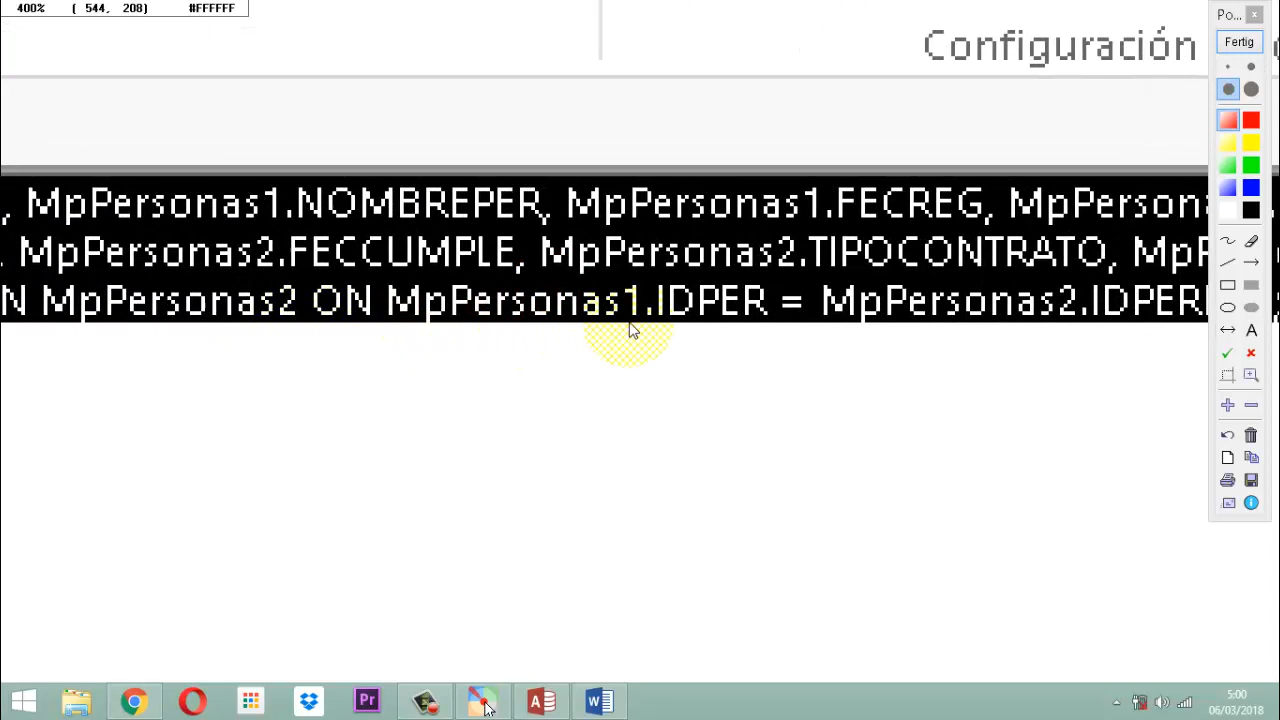 400% ( 544, 208) #FFFFFF
Po...
Fertig
Configuración
, MpPersonas1.NOMBREPER, MpPersonas1.FECREG, MpPersona
. MpPersonas2.FECCUMPLE, MpPersonas2.TIPOCONTRATO, MpP
N MpPersonas2 ON MpPersonas1.IDPER = MpPersonas2.IDPER
A
Pr
5:00
06/03/2018